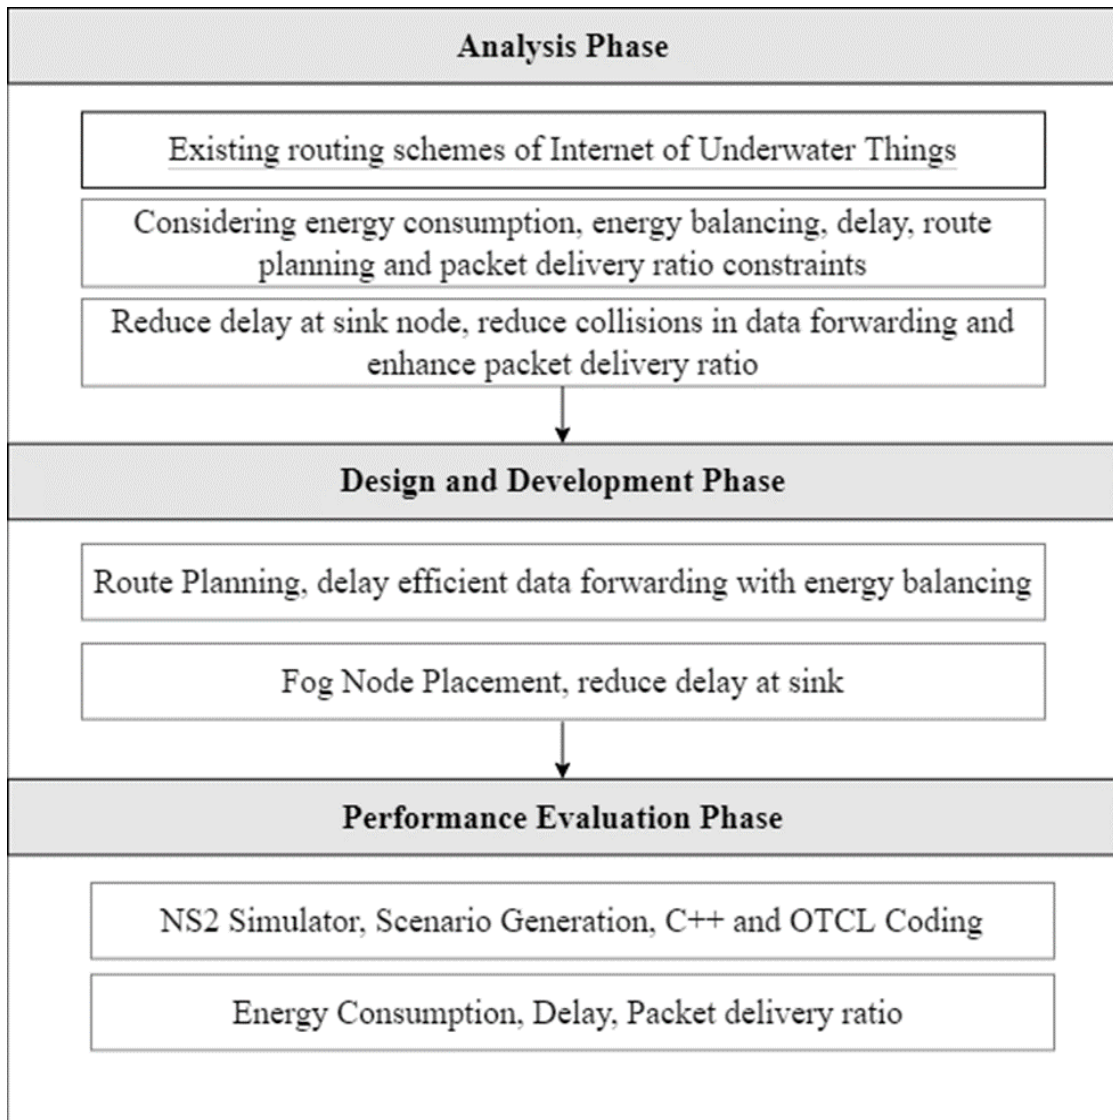 Analysis Phase
Existing routing schemes of Internet of Underwater Things
Considering energy consumption, energy balancing, delay, route
planning and packet delivery ratio constraints
Reduce delay at sink node, reduce collisions in data forwarding and
enhance packet delivery ratio
Design and Development Phase
Route Planning, delay efficient data forwarding with energy balancing
Fog Node Placement, reduce delay at sink
Performance Evaluation Phase
NS2 Simulator, Scenario Generation, C++ and OTCL Coding
Energy Consumption, Delay, Packet delivery ratio